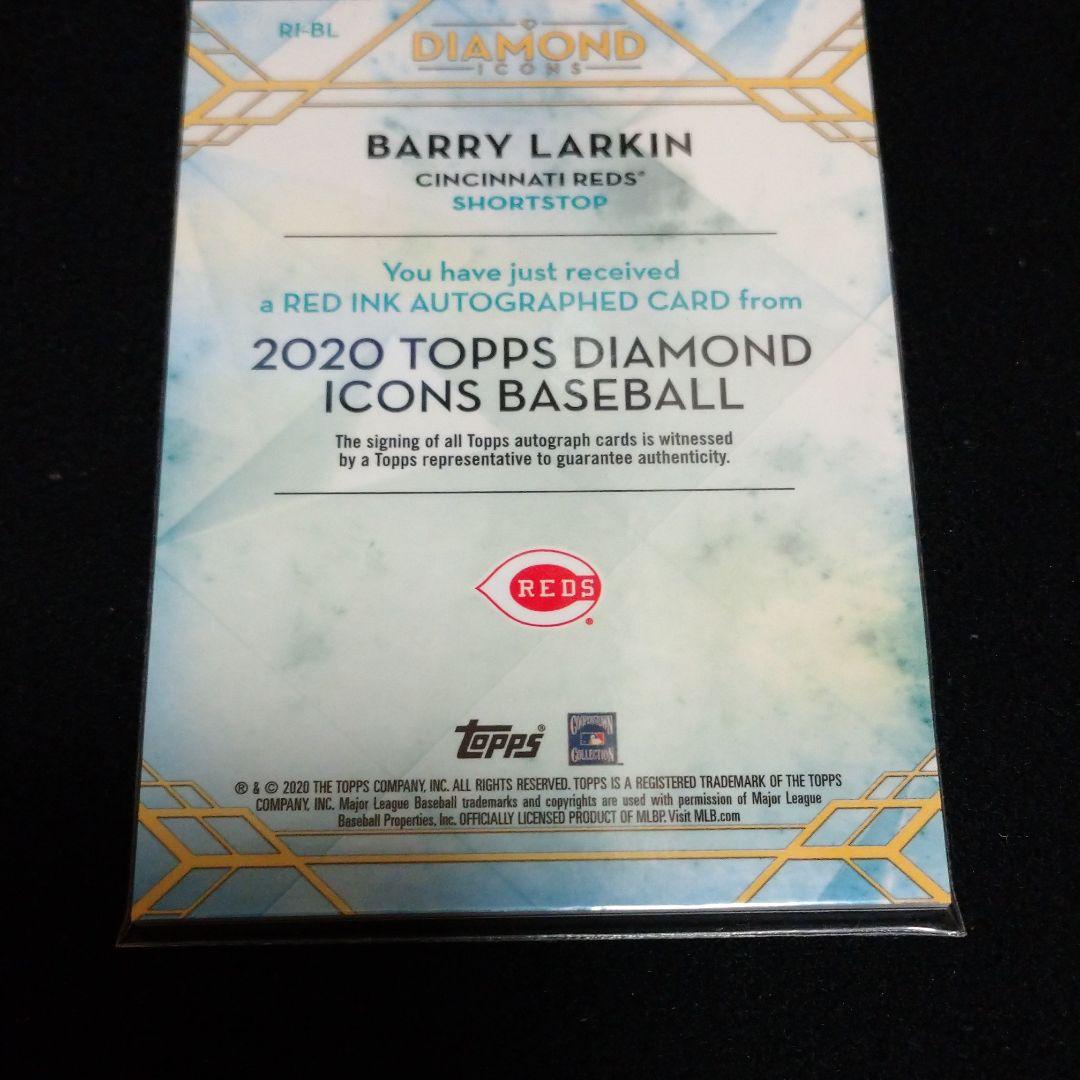 RI-BL
DIAMOND
ICONS
BARRY LARKIN
CINCINNATI REDS®
SHORTSTOP
You have just received
a RED INK AUTOGRAPHED CARD from
2020 TOPPS DIAMOND
ICONS BASEBALL
The signing of all Topps autograph cards is witnessed
by a Topps representative to guarantee authenticity.
REDS®
topps®
COOPERSTOWN
COLLECTION
® & © 2020 THE TOPPS COMPANY, INC. ALL RIGHTS RESERVED. TOPPS IS A REGISTERED TRADEMARK OF THE TOPPS
COMPANY, INC. Major League Baseball trademarks and copyrights are used with permission of Major League
Baseball Properties, Inc. OFFICIALLY LICENSED PRODUCT OF MLBP. Visit MLB.com